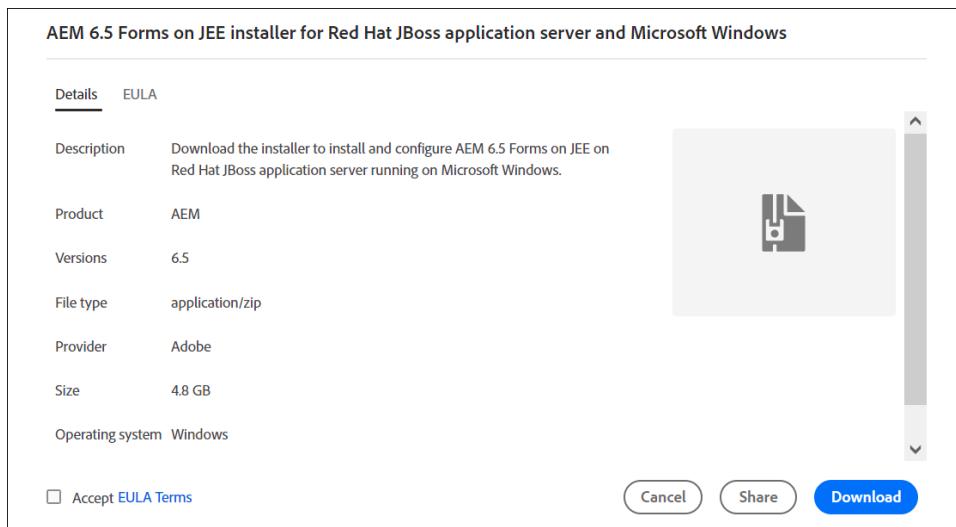 AEM 6.5 Forms on JEE installer for Red Hat JBoss application server and Microsoft Windows
Details EULA
Description Download the installer to install and configure AEM 6.5 Forms on JEE on
Red Hat JBoss application server running on Microsoft Windows.
Product AEM
Versions 6.5
File type application/zip
Provider Adobe
Size 4.8 GB
Operating system Windows
Accept EULA Terms Cancel Share Download